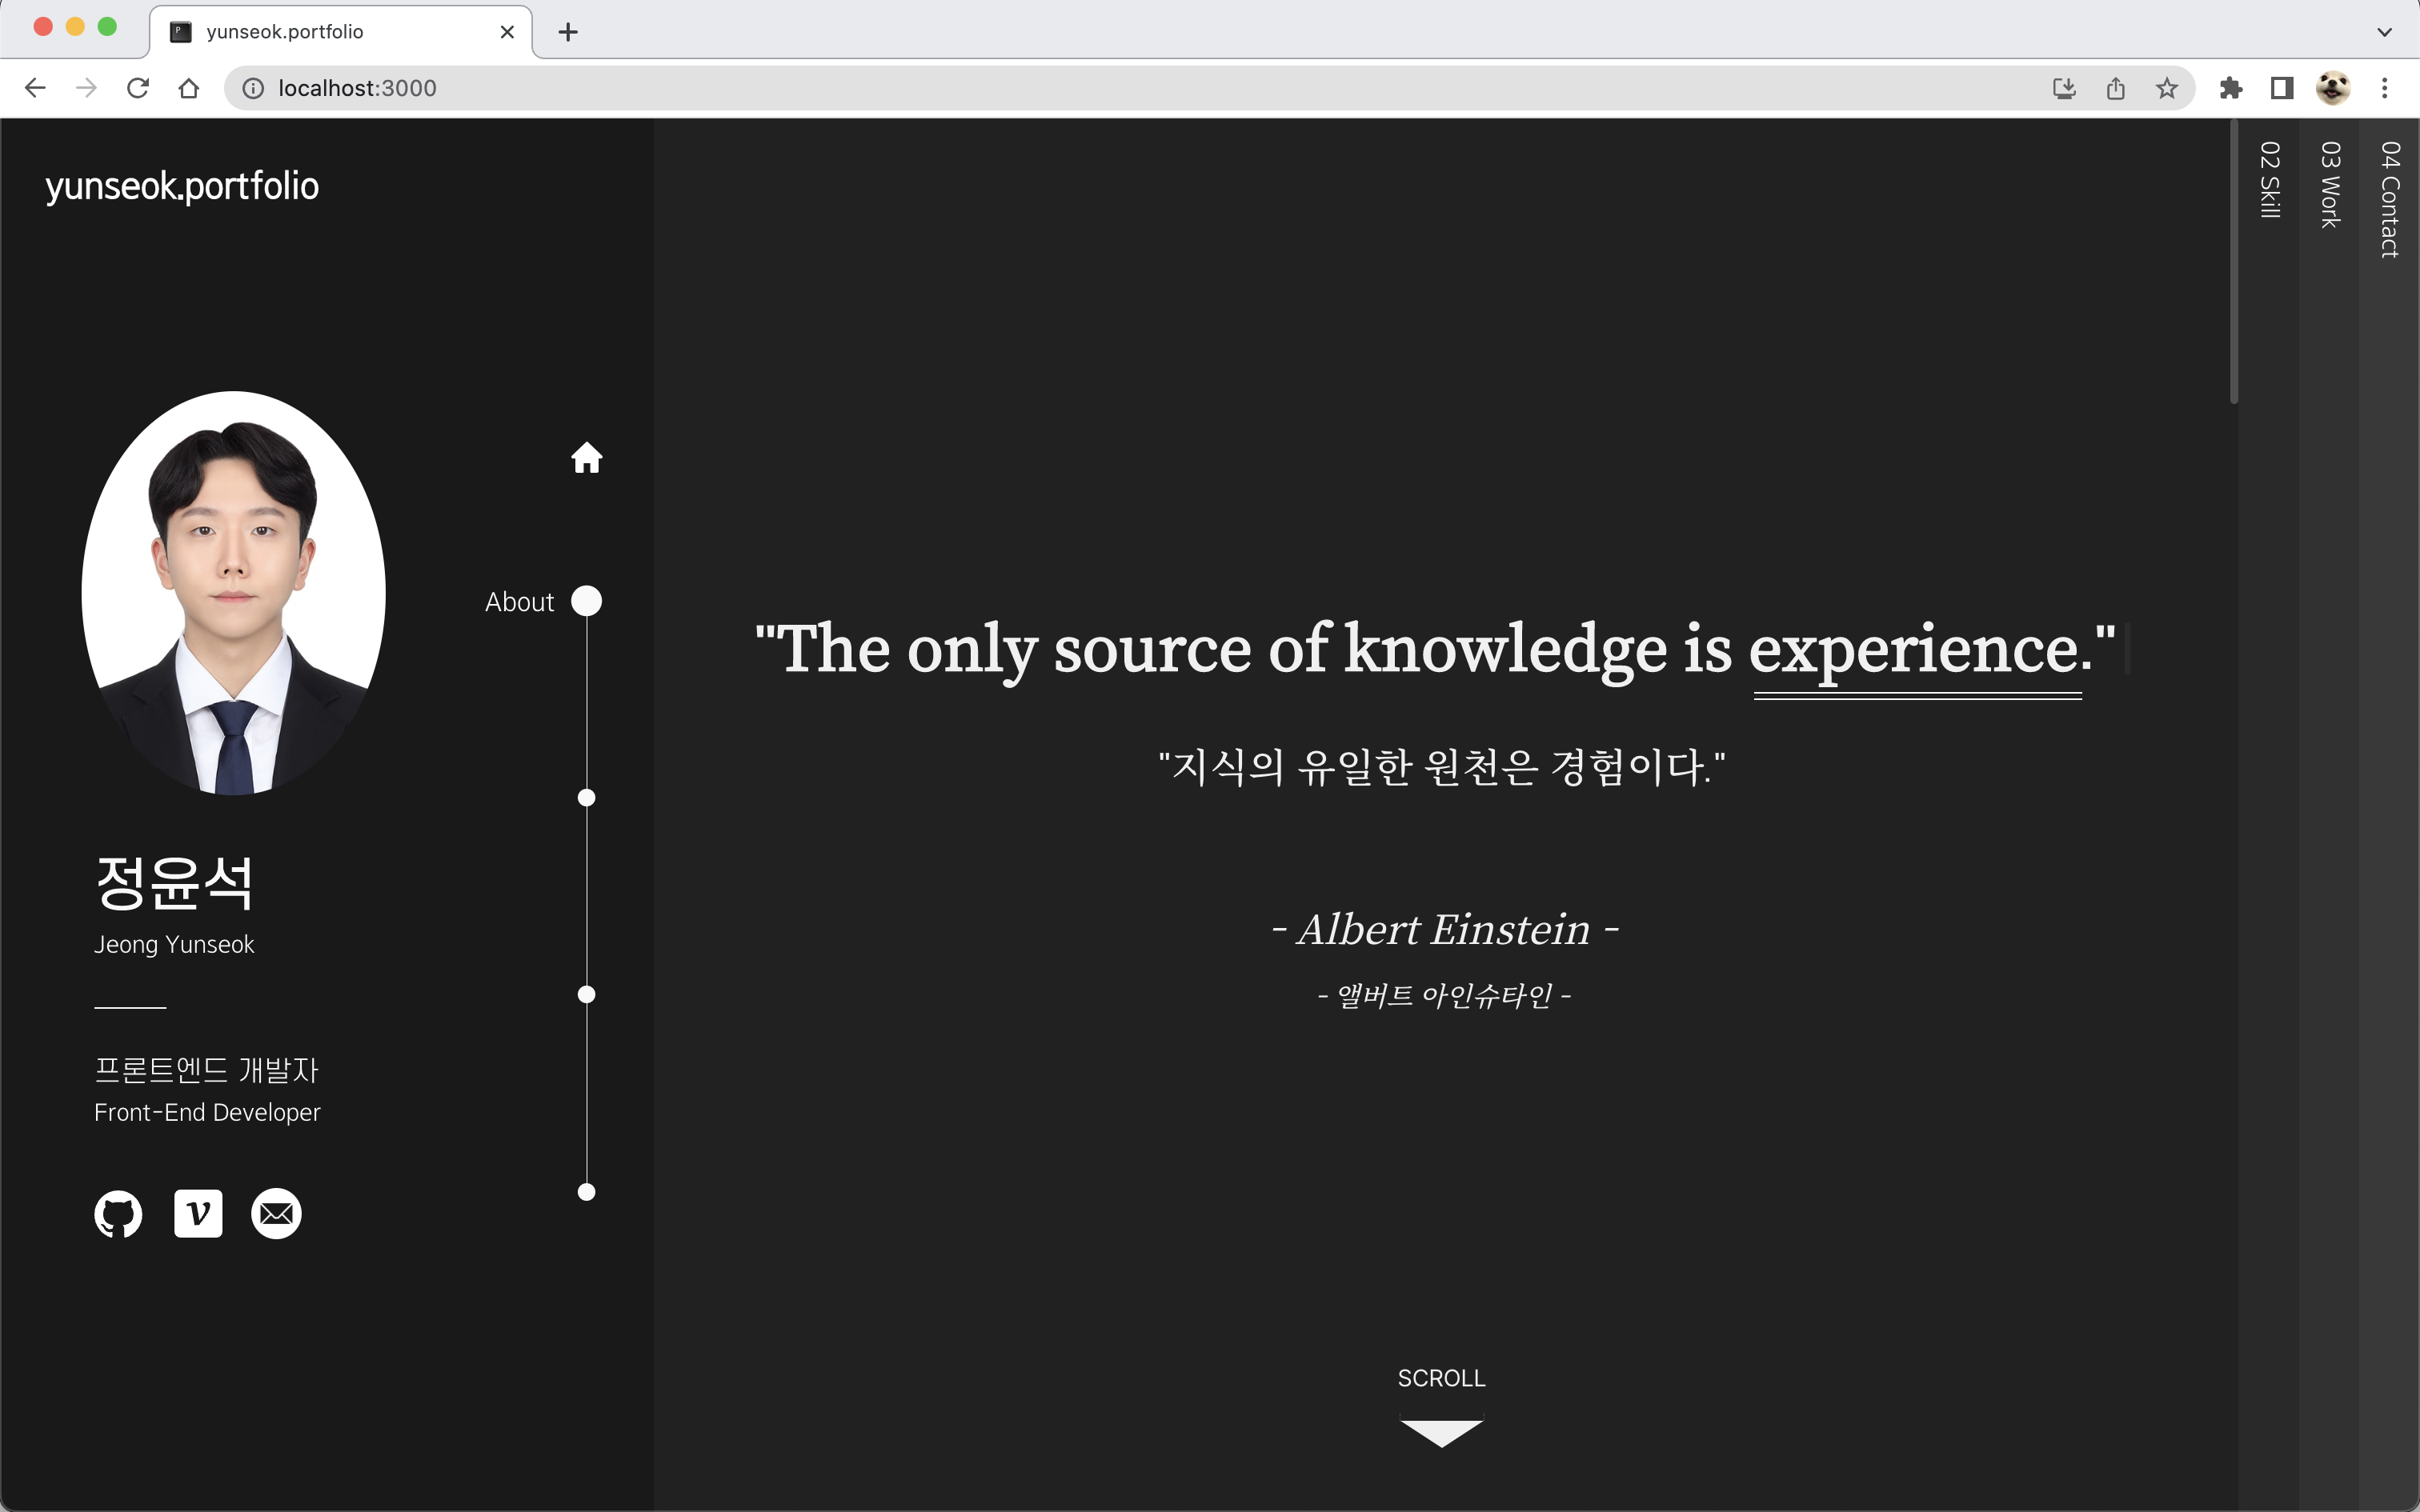 yunseok.portfolio
localhost:3000
yunseok.portfolio
About
정윤석
Jeong Yunseok
프론트엔드 개발자
Front-End Developer
"The only source of knowledge is experience."
"지식의 유일한 원천은 경험이다."
- Albert Einstein -
- 앨버트 아인슈타인 -
SCROLL
02 Skill
03 Work
04 Contact